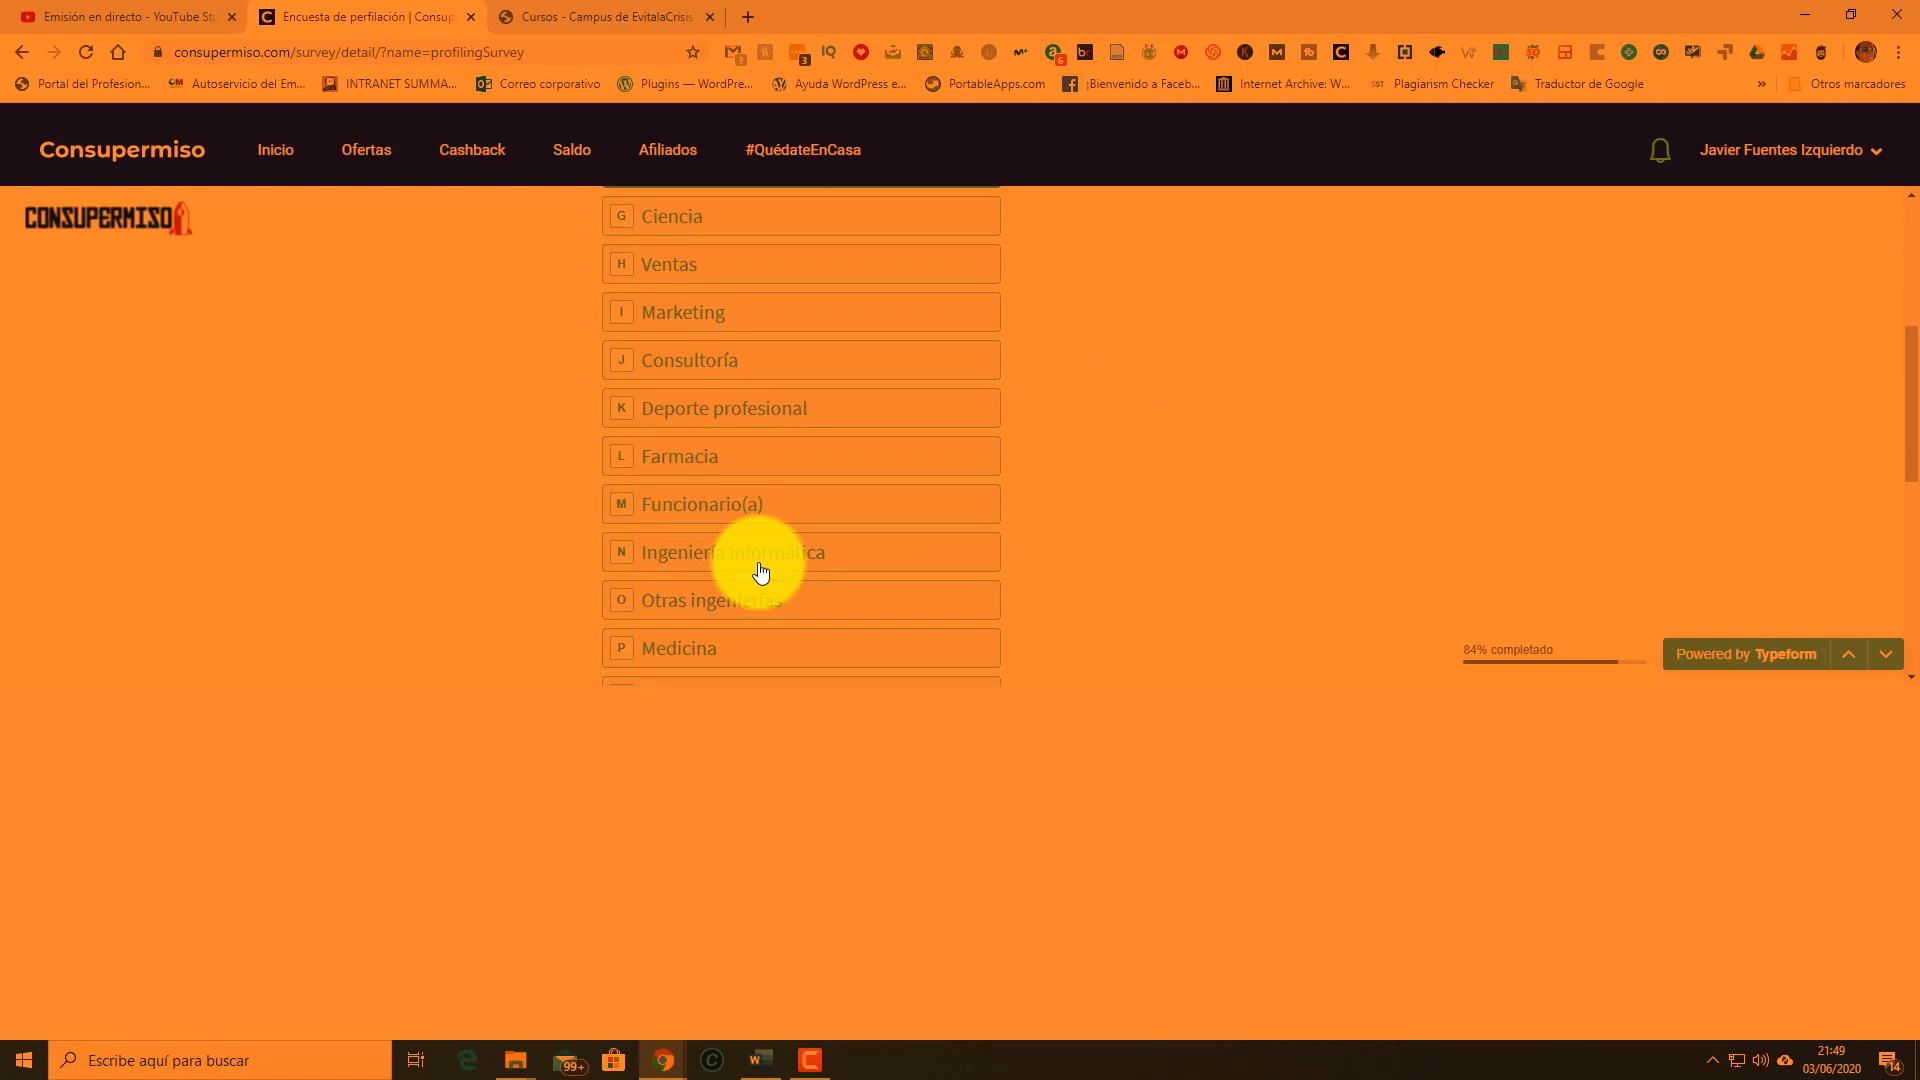 Emisión en directo - YouTube Stu
Encuesta de perfilación | Consup
Cursos - Campus de EvitalaCrisis
consupermiso.com/survey/detail/?name=profilingSurvey
Portal del Profesion...
Autoservicio del Em...
INTRANET SUMMA...
Correo corporativo
Plugins — WordPre...
Ayuda WordPress e...
PortableApps.com
¡Bienvenido a Faceb...
Internet Archive: W...
Plagiarism Checker
Traductor de Google
Otros marcadores
Consupermiso
Inicio
Ofertas
Cashback
Saldo
Afiliados
#QuédateEnCasa
Javier Fuentes Izquierdo
CONSUPERMISO
G Ciencia
H Ventas
I Marketing
J Consultoría
K Deporte profesional
L Farmacia
M Funcionario(a)
N Ingeniería informática
O Otras ingenierías
P Medicina
84% completado
Powered by Typeform
Escribe aquí para buscar
99+
21:49
03/06/2020
14